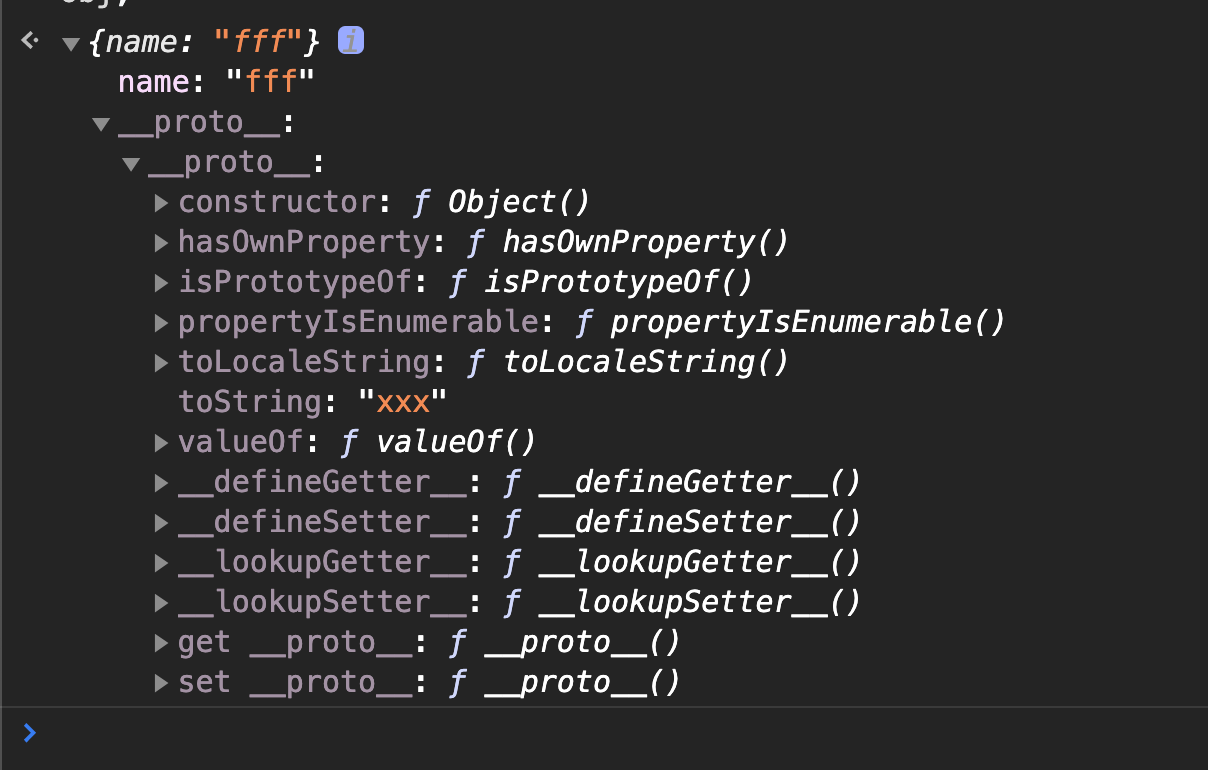 obj,
{name: "fff"} i
name: "fff"
__proto__:
__proto__:
constructor: ƒ Object()
hasOwnProperty: ƒ hasOwnProperty()
isPrototypeOf: ƒ isPrototypeOf()
propertyIsEnumerable: ƒ propertyIsEnumerable()
toLocaleString: ƒ toLocaleString()
toString: "xxx"
valueOf: ƒ valueOf()
__defineGetter__: ƒ __defineGetter__()
__defineSetter__: ƒ __defineSetter__()
__lookupGetter__: ƒ __lookupGetter__()
__lookupSetter__: ƒ __lookupSetter__()
get __proto__: ƒ __proto__()
set __proto__: ƒ __proto__()